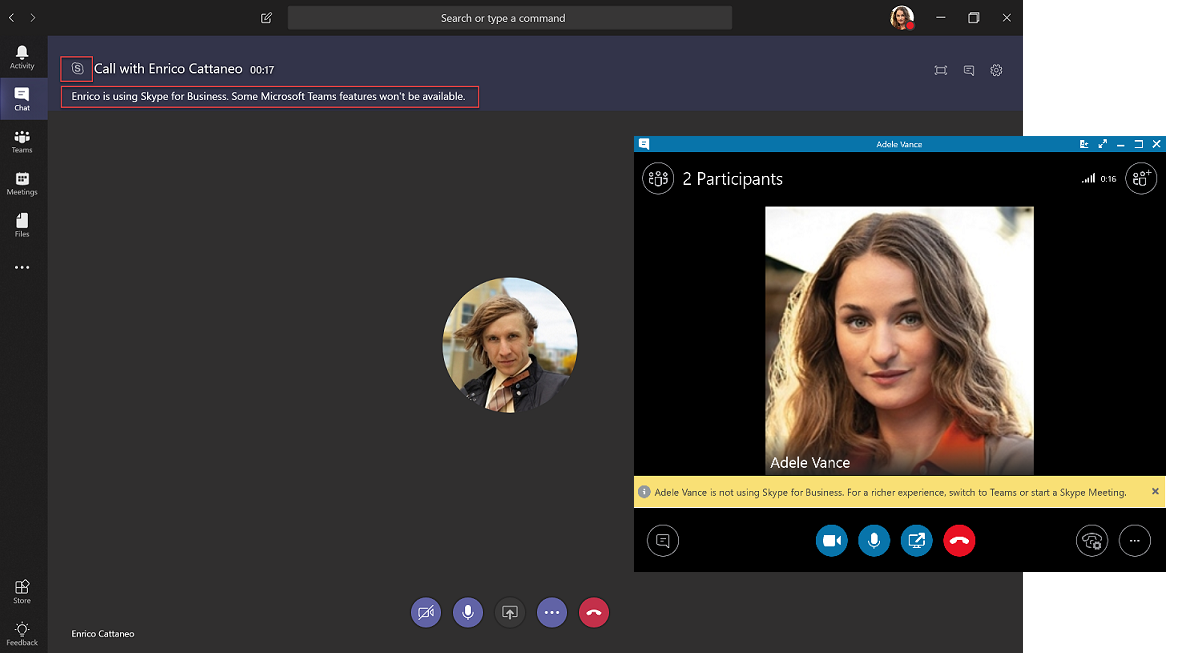 Search or type a command
Activity
Chat
Teams
Meetings
Files
Store
Feedback
Call with Enrico Cattaneo 00:17
Enrico is using Skype for Business. Some Microsoft Teams features won't be available.
Enrico Cattaneo
Adele Vance
2 Participants
0:16
Adele Vance
Adele Vance is not using Skype for Business. For a richer experience, switch to Teams or start a Skype Meeting.